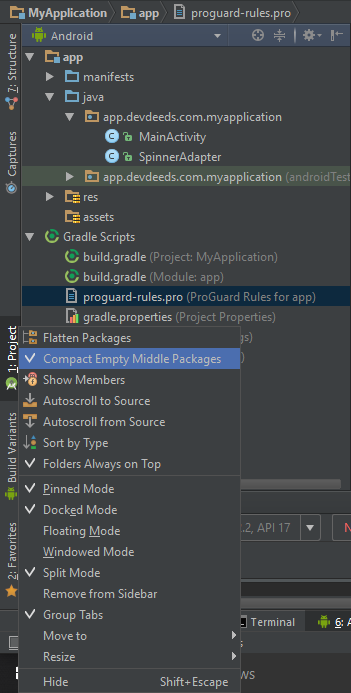 MyApplication app proguard-rules.pro
Android
app
manifests
java
app.devdeeds.com.myapplication
MainActivity
SpinnerAdapter
app.devdeeds.com.myapplication (androidTest
res
assets
Gradle Scripts
build.gradle (Project: MyApplication)
build.gradle (Module: app)
proguard-rules.pro (ProGuard Rules for app)
gradle.properties (Project Properties)
7: Structure
Captures
1: Project
Build Variants
2: Favorites
Flatten Packages
Compact Empty Middle Packages
Show Members
Autoscroll to Source
Autoscroll from Source
Sort by Type
Folders Always on Top
Pinned Mode
Docked Mode
Floating Mode
Windowed Mode
Split Mode
Remove from Sidebar
Group Tabs
Move to
Resize
Hide Shift+Escape
gs)
.2, API 17
N
Terminal
6: A
s
ws